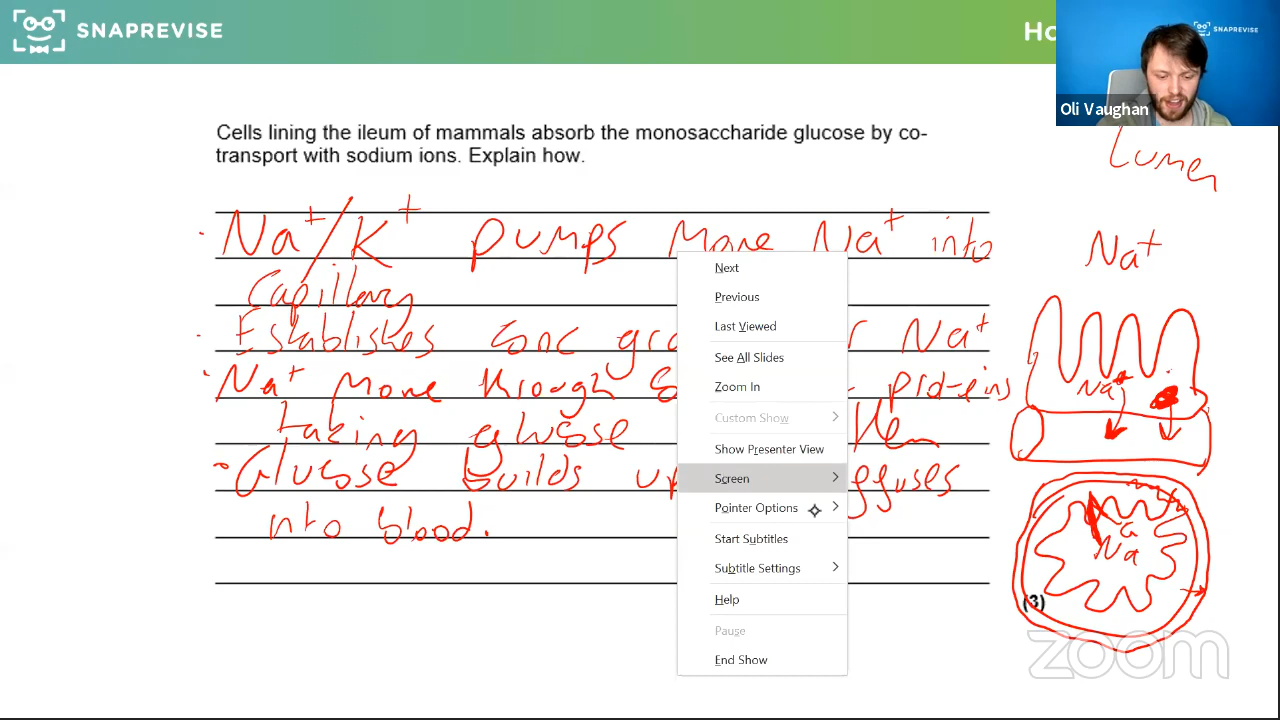 SNAPREVISE
Ho
SNAPREVISE
Oli Vaughan
Cells lining the ileum of mammals absorb the monosaccharide glucose by co-
transport with sodium ions. Explain how.
Lumen
· Na+/K+ pumps More Na+ into
Capillary
· Establishes conc gr r Na+
· Na+ move through proteins
taking glucose
· Glucose builds up
into blood.
Na+
Na+
G
Na
(3)
Next
Previous
Last Viewed
See All Slides
Zoom In
Custom Show
Show Presenter View
Screen
Pointer Options
Start Subtitles
Subtitle Settings
Help
Pause
End Show
zoom